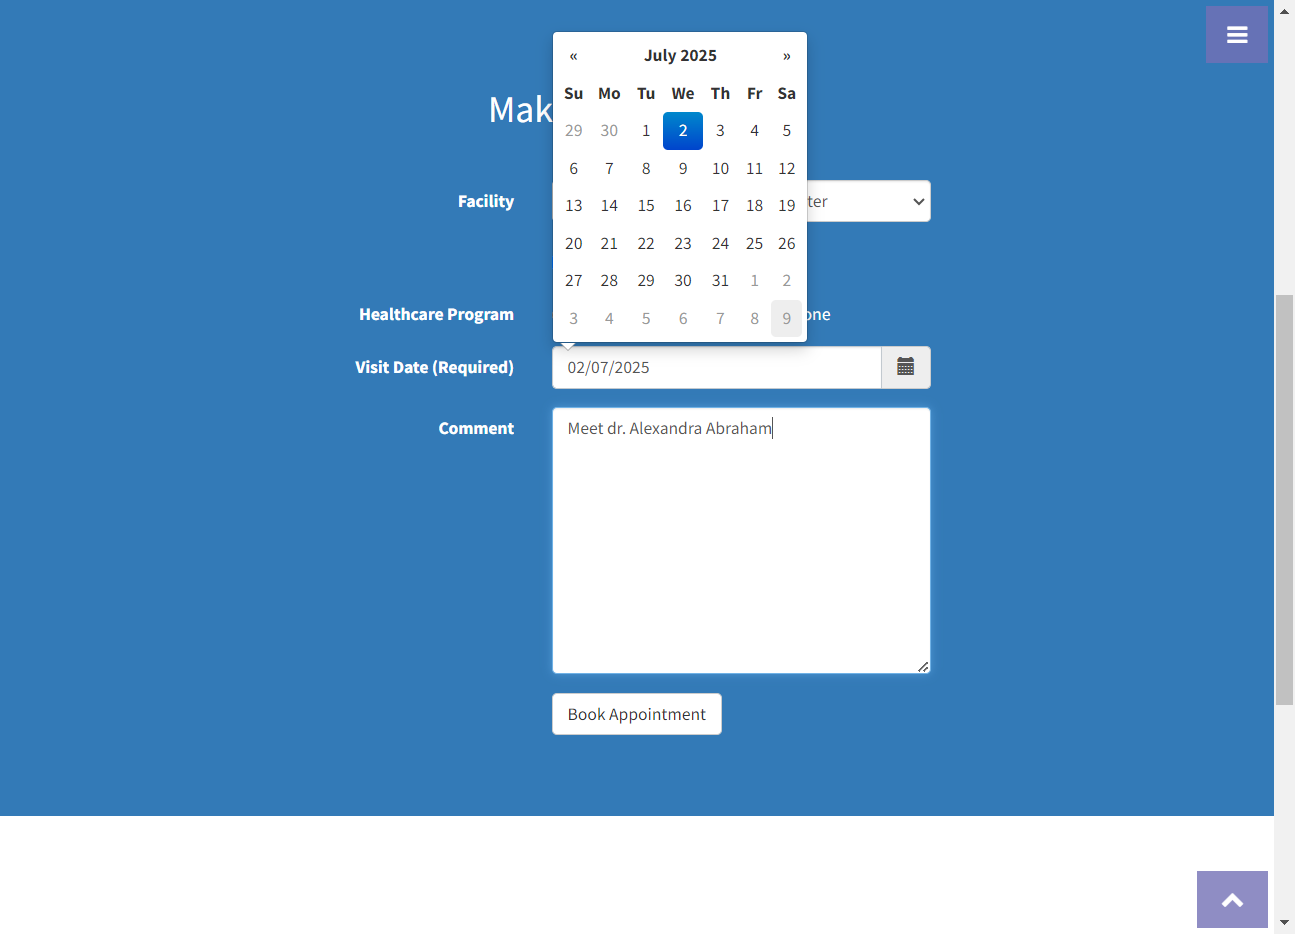 « July 2025 »
Su Mo Tu We Th Fr Sa
29 30 1 2 3 4 5
6 7 8 9 10 11 12
13 14 15 16 17 18 19
20 21 22 23 24 25 26
27 28 29 30 31 1 2
3 4 5 6 7 8 9
Mak
Facility
ter
Healthcare Program
one
Visit Date (Required)
02/07/2025
Comment
Meet dr. Alexandra Abraham
Book Appointment